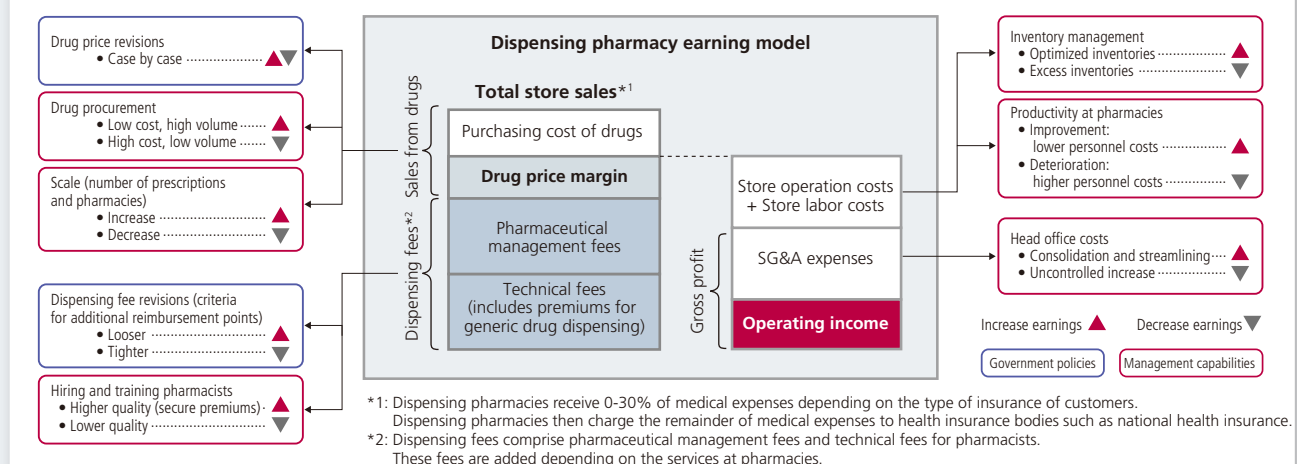 Drug price revisions
• Case by case ····················▲▼
Drug procurement
• Low cost, high volume ······· ▲
• High cost, low volume ······· ▼
Scale (number of prescriptions
and pharmacies)
• Increase ························· ▲
• Decrease ························ ▼
Dispensing fee revisions (criteria
for additional reimbursement points)
• Looser ···························· ▲
• Tighter ··························· ▼
Hiring and training pharmacists
• Higher quality (secure premiums)· ▲
• Lower quality ···················· ▼
Dispensing pharmacy earning model
Total store sales*1
Sales from drugs
Dispensing fees*2
Purchasing cost of drugs
Drug price margin
Pharmaceutical
management fees
Technical fees
(includes premiums for
generic drug dispensing)
Gross profit
Store operation costs
+ Store labor costs
SG&A expenses
Operating income
Inventory management
• Optimized inventories ················ ▲
• Excess inventories ···················· ▼
Productivity at pharmacies
• Improvement:
lower personnel costs ·············· ▲
• Deterioration:
higher personnel costs ············· ▼
Head office costs
• Consolidation and streamlining···· ▲
• Uncontrolled increase ················ ▼
Increase earnings ▲ Decrease earnings ▼
Government policies Management capabilities
*1: Dispensing pharmacies receive 0-30% of medical expenses depending on the type of insurance of customers.
Dispensing pharmacies then charge the remainder of medical expenses to health insurance bodies such as national health insurance.
*2: Dispensing fees comprise pharmaceutical management fees and technical fees for pharmacists.
These fees are added depending on the services at pharmacies.